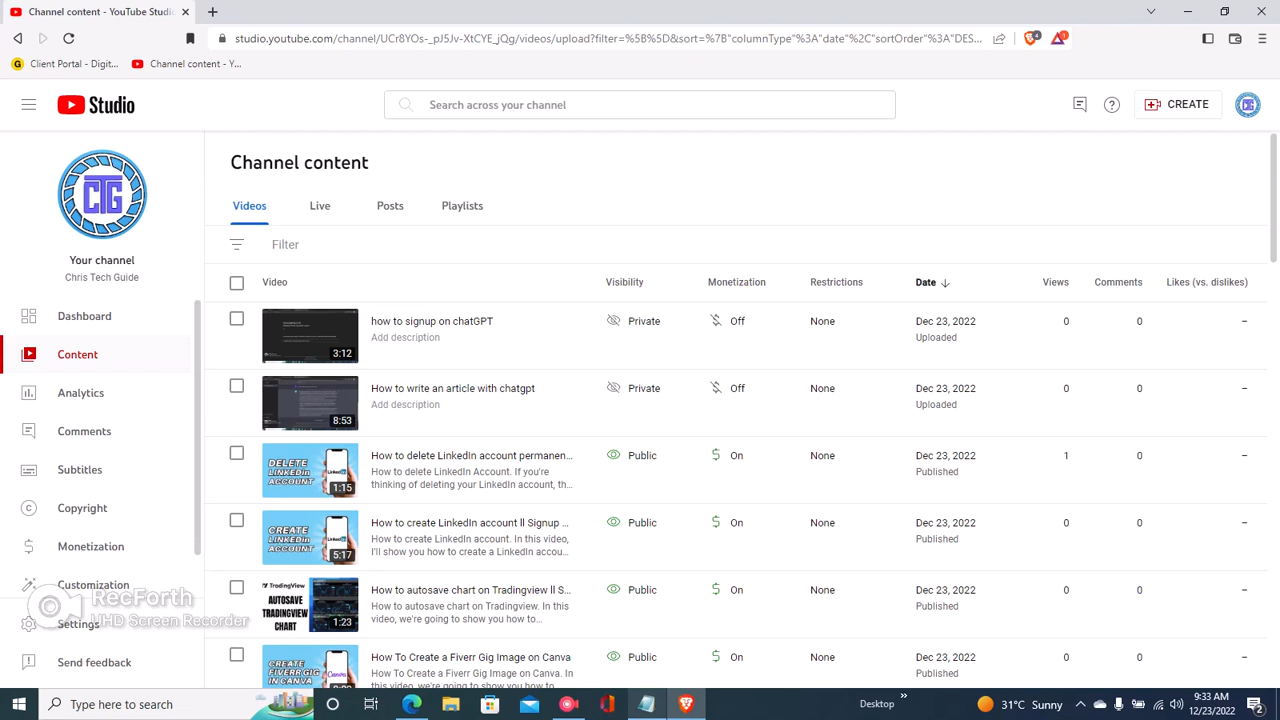 Channel content - YouTube Studio
studio.youtube.com/channel/UCr8YOs-_pJ5Jv-XtCYE_jQg/videos/upload?filter=%5B%5D&sort=%7B"columnType"%3A"date"%2C"sortOrder"%3A"DES...
4
1
Client Portal - Digit...
Channel content - Y...
Studio
Search across your channel
CREATE
CTG
Your channel
Chris Tech Guide
Dashboard
Content
Analytics
Comments
Subtitles
Copyright
Monetization
Customization
Settings
Send feedback
RecForth
HD Screen Recorder
Channel content
Videos Live Posts Playlists
Filter
Video Visibility Monetization Restrictions Date Views Comments Likes (vs. dislikes)
3:12
how to signup on chatGPT Private Off None Dec 23, 2022 0 0 –
Add description Uploaded
8:53
How to write an article with chatgpt Private Off None Dec 23, 2022 0 0 –
Add description Uploaded
DELETE
LINKEDIN
ACCOUNT
LinkedIn
1:15
How to delete LinkedIn account permanen... Public On None Dec 23, 2022 1 0 –
How to delete LinkedIn Account. If you're Published
thinking of deleting your LinkedIn account, th...
CREATE
LINKEDIN
ACCOUNT
LinkedIn
5:17
How to create LinkedIn account ll Signup ... Public On None Dec 23, 2022 0 0 –
How to create LinkedIn account. In this video, Published
I'll show you how to create a LinkedIn accou...
TradingView
AUTOSAVE
TRADINGVIEW
CHART
1:23
How to autosave chart on Tradingview ll S... Public On None Dec 23, 2022 0 0 –
How to autosave chart on Tradingview. In this Published
video, we're going to show you how to...
CREATE
FIVERR GIG
IN CANVA
Canva
How To Create a Fiverr Gig Image on Canva Public On None Dec 23, 2022 0 0 –
How To Create a Fiverr Gig Image on Canva. In Published
this video, we're going to show you how to...
Type here to search
Desktop
31°C Sunny
9:33 AM
12/23/2022
2